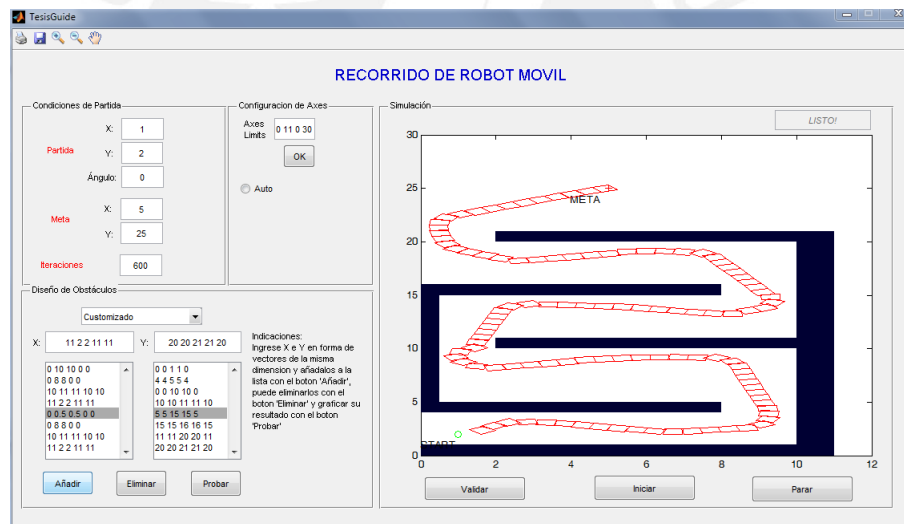 TesisGuide
RECORRIDO DE ROBOT MOVIL
Condiciones de Partida
X: 1
Partida
Y: 2
Ángulo: 0
X: 5
Meta
Y: 25
Iteraciones 600
Configuracion de Axes
Axes Limits 0 11 0 30
OK
Auto
Diseño de Obstáculos
Customizado
X: 11 2 2 11 11 Y: 20 20 21 21 20
0 10 10 0 0
0 8 8 0 0
10 11 11 10 10
11 2 2 11 11
0 0.5 0.5 0 0
0 8 8 0 0
10 11 11 10 10
11 2 2 11 11
0 0 1 1 0
4 4 5 5 4
0 0 10 10 0
10 10 11 11 10
5 5 15 15 5
15 15 16 16 15
11 11 20 20 11
20 20 21 21 20
Indicaciones:
Ingrese X e Y en forma de
vectores de la misma
dimension y añadalos a la
lista con el boton 'Añadir',
puede eliminarlos con el
boton 'Eliminar' y graficar su
resultado con el boton
'Probar'
Añadir Eliminar Probar
Simulación
LISTO!
30
25
META
20
15
10
5
START
0
0 2 4 6 8 10 12
Validar Iniciar Parar